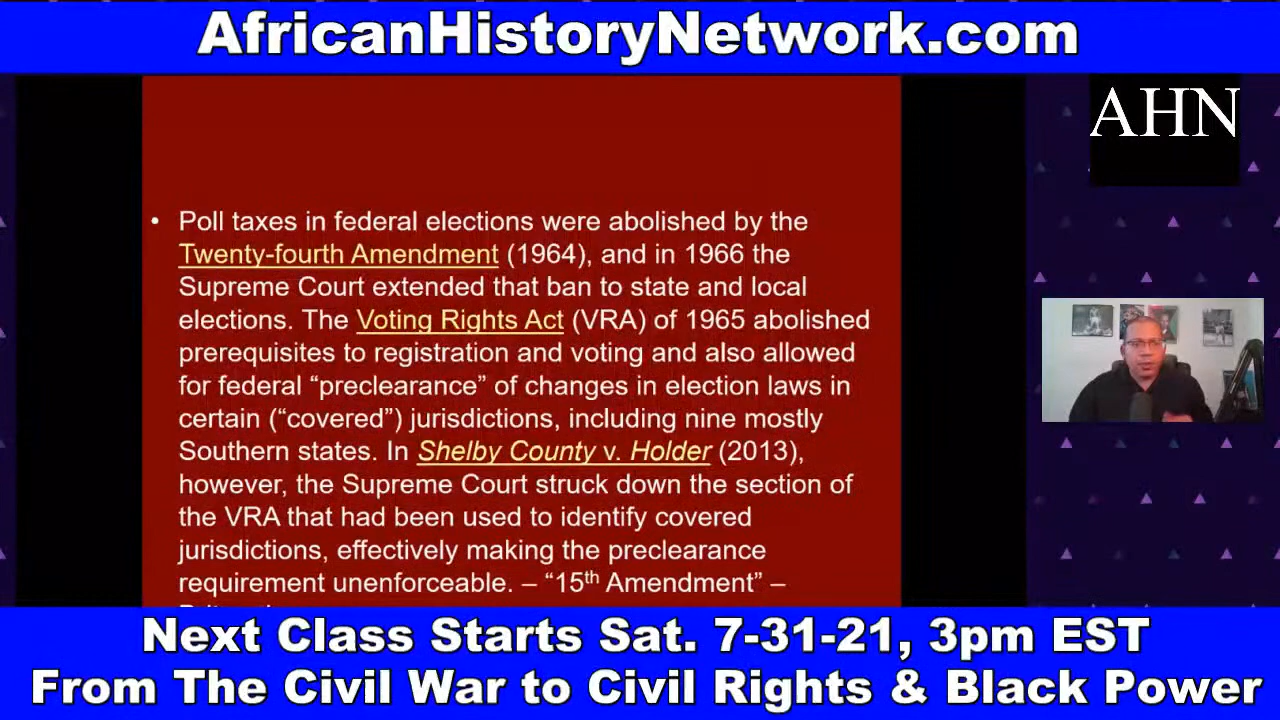 AfricanHistoryNetwork.com
AHN
• Poll taxes in federal elections were abolished by the
Twenty-fourth Amendment (1964), and in 1966 the
Supreme Court extended that ban to state and local
elections. The Voting Rights Act (VRA) of 1965 abolished
prerequisites to registration and voting and also allowed
for federal “preclearance” of changes in election laws in
certain (“covered”) jurisdictions, including nine mostly
Southern states. In Shelby County v. Holder (2013),
however, the Supreme Court struck down the section of
the VRA that had been used to identify covered
jurisdictions, effectively making the preclearance
requirement unenforceable. – “15th Amendment” –
Next Class Starts Sat. 7-31-21, 3pm EST
From The Civil War to Civil Rights & Black Power